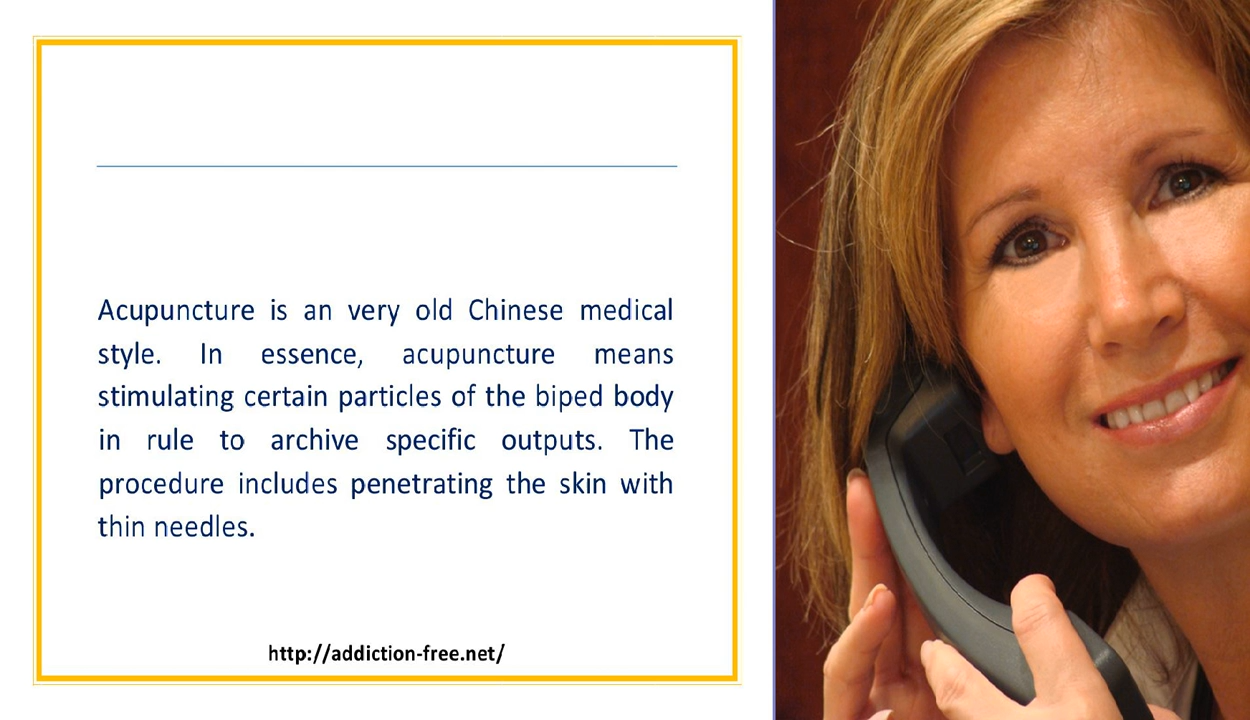 Acupuncture is an very old Chinese medical
style. In essence, acupuncture means
stimulating certain particles of the biped body
in rule to archive specific outputs. The
procedure includes penetrating the skin with
thin needles.
http://addiction-free.net/